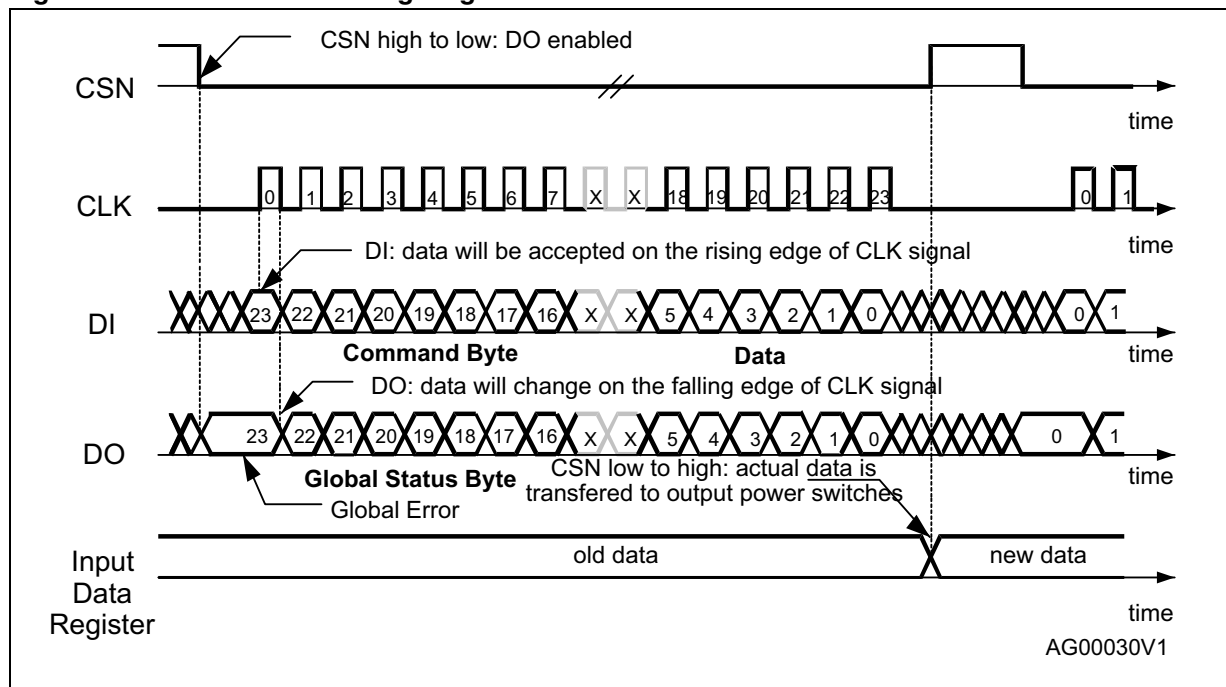 CSN high to low: DO enabled
CSN
time
0 1 2 3 4 5 6 7 X X 18 19 20 21 22 23 0 1
CLK
time
DI: data will be accepted on the rising edge of CLK signal
23 22 21 20 19 18 17 16 X X 5 4 3 2 1 0 0 1
DI
Command Byte Data
time
DO: data will change on the falling edge of CLK signal
23 22 21 20 19 18 17 16 X X 5 4 3 2 1 0 0 1
DO
Global Status Byte
CSN low to high: actual data is
transfered to output power switches
time
Global Error
old data new data
Input
Data
Register
time
AG00030V1